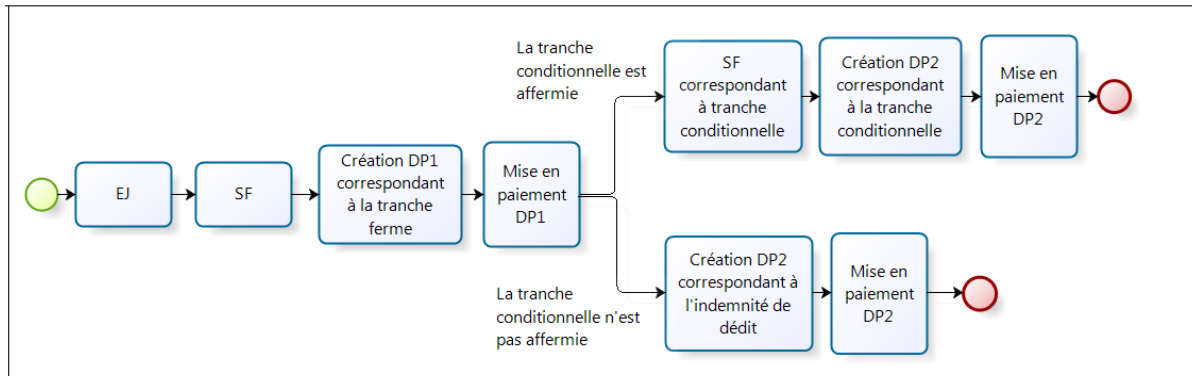 La tranche
conditionnelle est
affermie
SF
correspondant
à tranche
conditionnelle
Création DP2
correspondant
à la tranche
conditionnelle
Mise en
paiement
DP2
EJ
SF
Création DP1
correspondant
à la tranche
ferme
Mise en
paiement
DP1
La tranche
conditionnelle n'est
pas affermie
Création DP2
correspondant à
l'indemnité de
dédit
Mise en
paiement
DP2